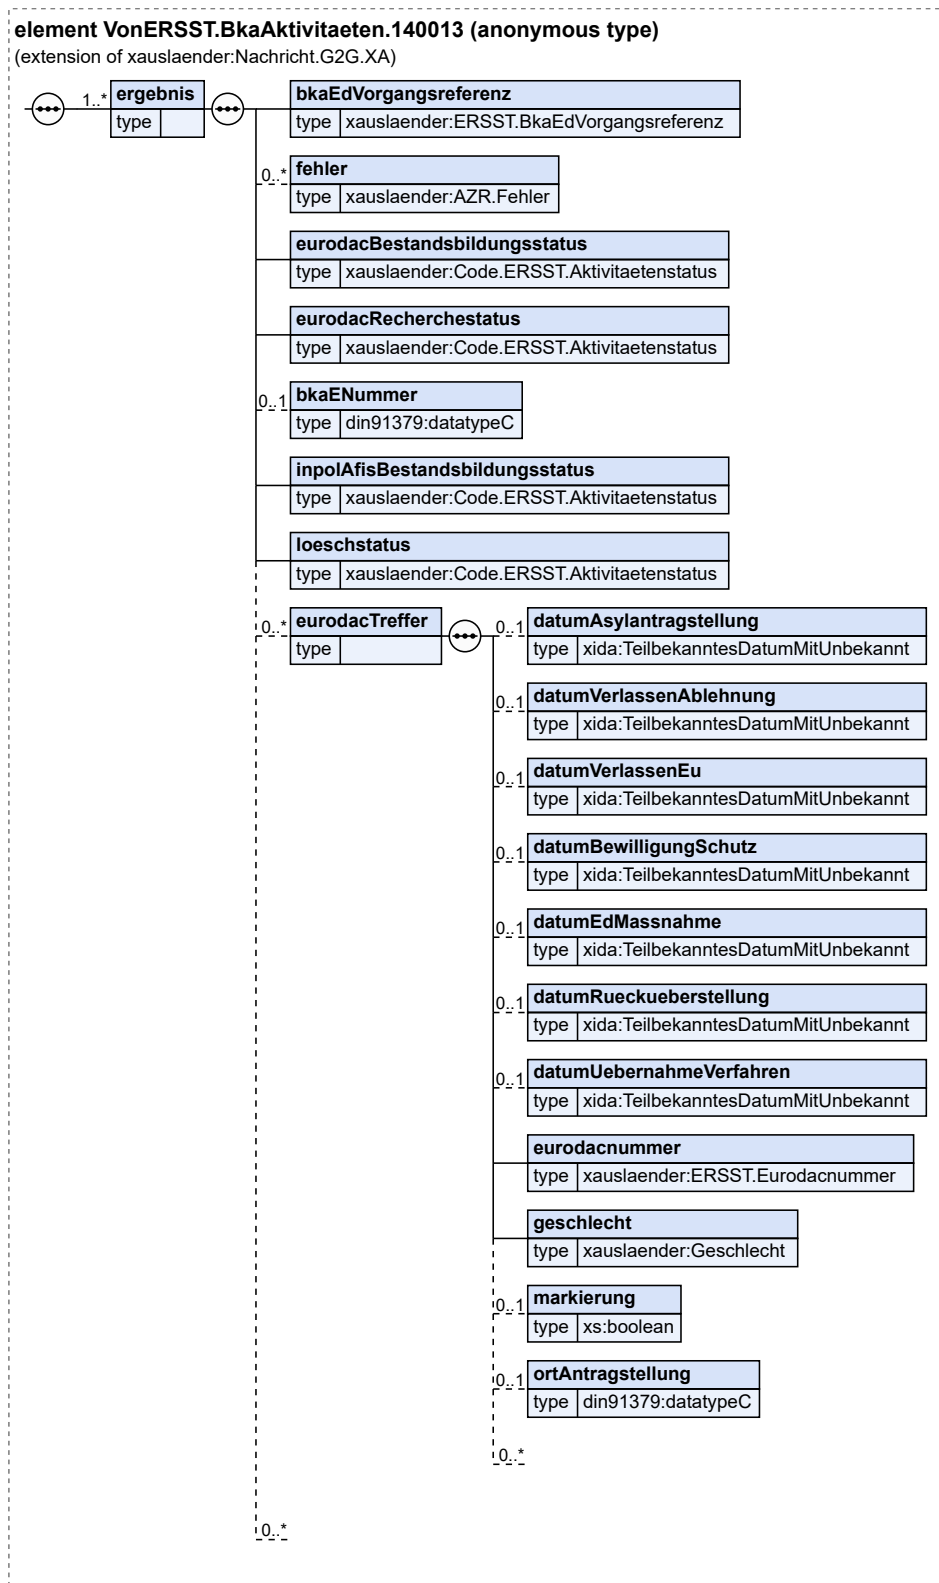 element VonERSST.BkaAktivitaeten.140013 (anonymous type)
(extension of xauslaender:Nachricht.G2G.XA)
1..*
ergebnis
type
bkaEdVorgangsreferenz
type xauslaender:ERSST.BkaEdVorgangsreferenz
0..*
fehler
type xauslaender:AZR.Fehler
eurodacBestandsbildungsstatus
type xauslaender:Code.ERSST.Aktivitaetenstatus
eurodacRecherchestatus
type xauslaender:Code.ERSST.Aktivitaetenstatus
0..1
bkaENummer
type din91379:datatypeC
inpolAfisBestandsbildungsstatus
type xauslaender:Code.ERSST.Aktivitaetenstatus
loeschstatus
type xauslaender:Code.ERSST.Aktivitaetenstatus
0..*
eurodacTreffer
type
0..1
datumAsylantragstellung
type xida:TeilbekanntesDatumMitUnbekannt
0..1
datumVerlassenAblehnung
type xida:TeilbekanntesDatumMitUnbekannt
0..1
datumVerlassenEu
type xida:TeilbekanntesDatumMitUnbekannt
0..1
datumBewilligungSchutz
type xida:TeilbekanntesDatumMitUnbekannt
0..1
datumEdMassnahme
type xida:TeilbekanntesDatumMitUnbekannt
0..1
datumRueckueberstellung
type xida:TeilbekanntesDatumMitUnbekannt
0..1
datumUebernahmeVerfahren
type xida:TeilbekanntesDatumMitUnbekannt
eurodacnummer
type xauslaender:ERSST.Eurodacnummer
geschlecht
type xauslaender:Geschlecht
0..1
markierung
type xs:boolean
0..1
ortAntragstellung
type din91379:datatypeC
0..*
0..*